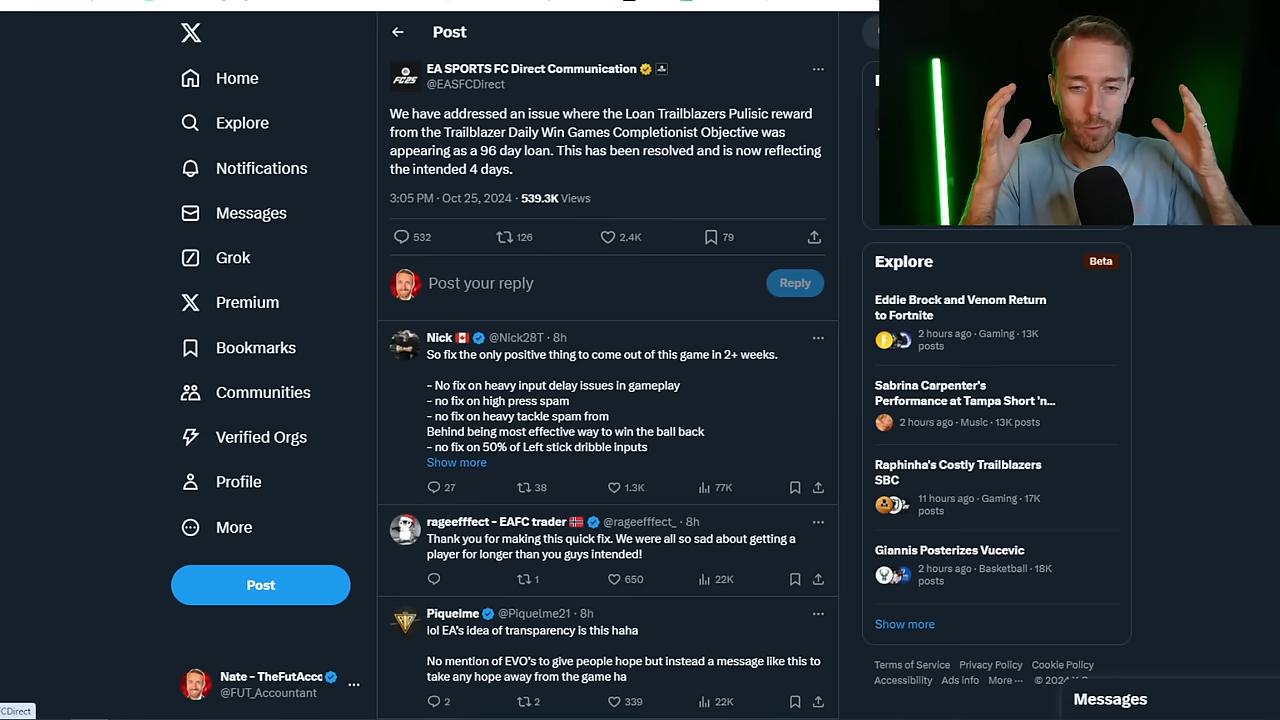 Post
Home
Explore
Notifications
Messages
Grok
Premium
Bookmarks
Communities
Verified Orgs
Profile
More
Post
Nate - TheFutAcc
@FUT_Accountant
CDirect
FC25
EA SPORTS FC Direct Communication
@EASFCDirect
We have addressed an issue where the Loan Trailblazers Pulisic reward
from the Trailblazer Daily Win Games Completionist Objective was
appearing as a 96 day loan. This has been resolved and is now reflecting
the intended 4 days.
3:05 PM · Oct 25, 2024 · 539.3K Views
532 126 2.4K 79
Post your reply
Reply
Nick @Nick28T · 8h
So fix the only positive thing to come out of this game in 2+ weeks.
- No fix on heavy input delay issues in gameplay
- no fix on high press spam
- no fix on heavy tackle spam from
Behind being most effective way to win the ball back
- no fix on 50% of Left stick dribble inputs
Show more
27 38 1.3K 77K
rageefffect - EAFC trader @rageefffect_ · 8h
Thank you for making this quick fix. We were all so sad about getting a
player for longer than you guys intended!
1 650 22K
Piquelme @Piquelme21 · 8h
lol EA's idea of transparency is this haha
No mention of EVO's to give people hope but instead a message like this to
take any hope away from the game ha
2 2 339 22K
Explore Beta
Eddie Brock and Venom Return
to Fortnite
2 hours ago · Gaming · 13K
posts
Sabrina Carpenter's
Performance at Tampa Short 'n...
2 hours ago · Music · 13K posts
Raphinha's Costly Trailblazers
SBC
11 hours ago · Gaming · 17K
posts
Giannis Posterizes Vucevic
2 hours ago · Basketball · 18K
posts
Show more
Terms of Service Privacy Policy Cookie Policy
Accessibility Ads info More ··· © 2024 X
Messages